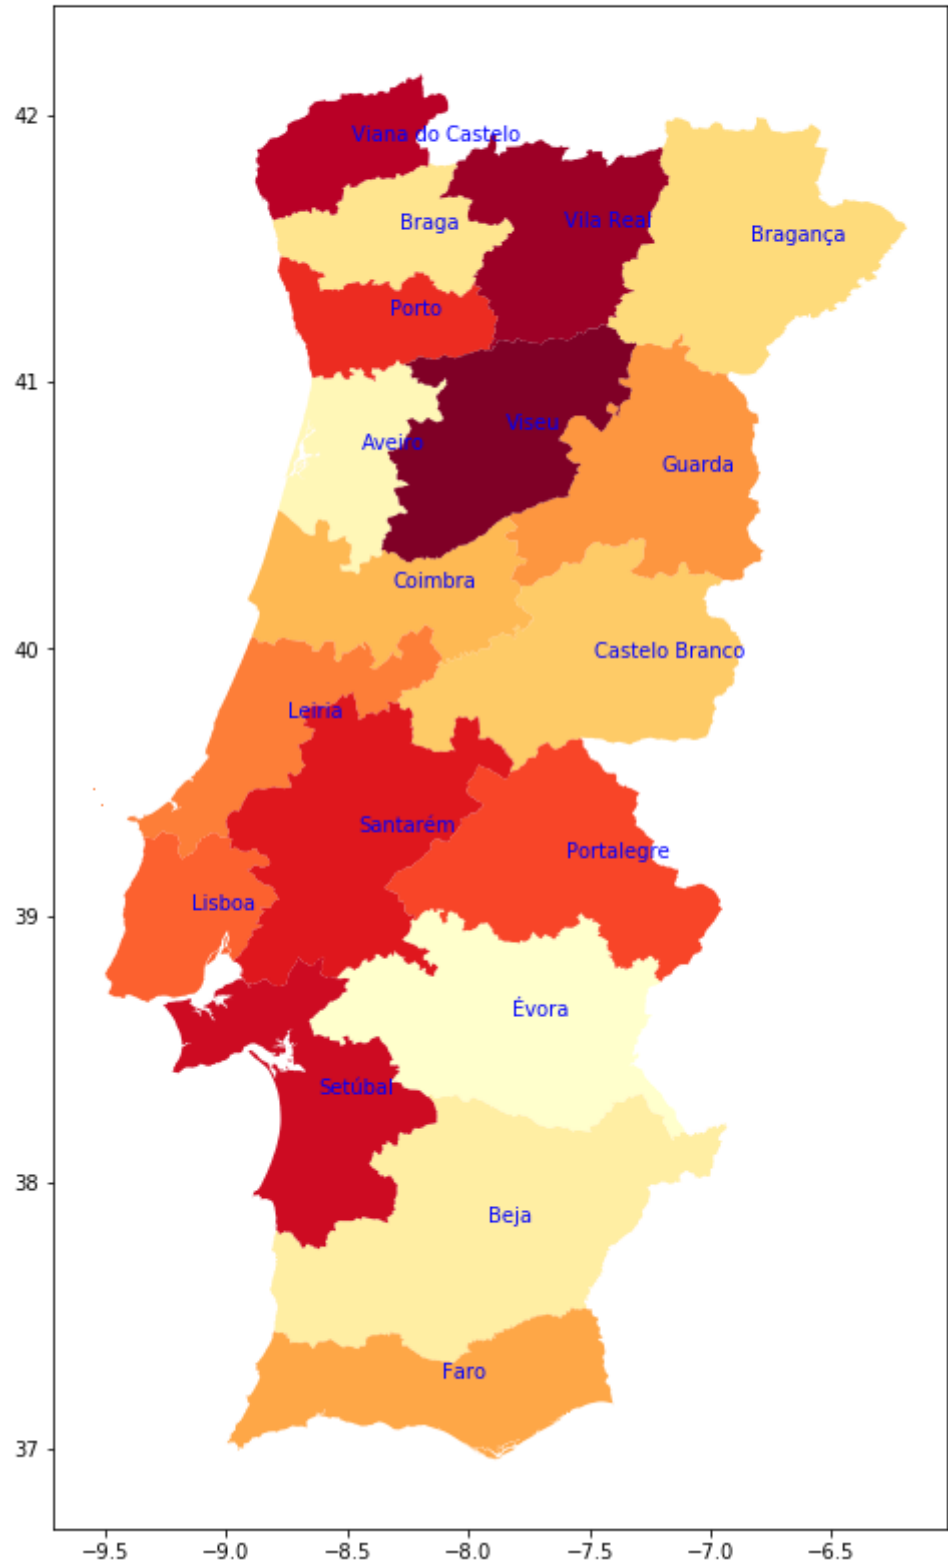 42
Viana do Castelo
Braga
Vila Real
Bragança
Porto
41
Viseu
Aveiro
Guarda
Coimbra
40
Castelo Branco
Leiria
Santarém
Portalegre
Lisboa
39
Évora
Setúbal
38
Beja
Faro
37
−9.5 −9.0 −8.5 −8.0 −7.5 −7.0 −6.5